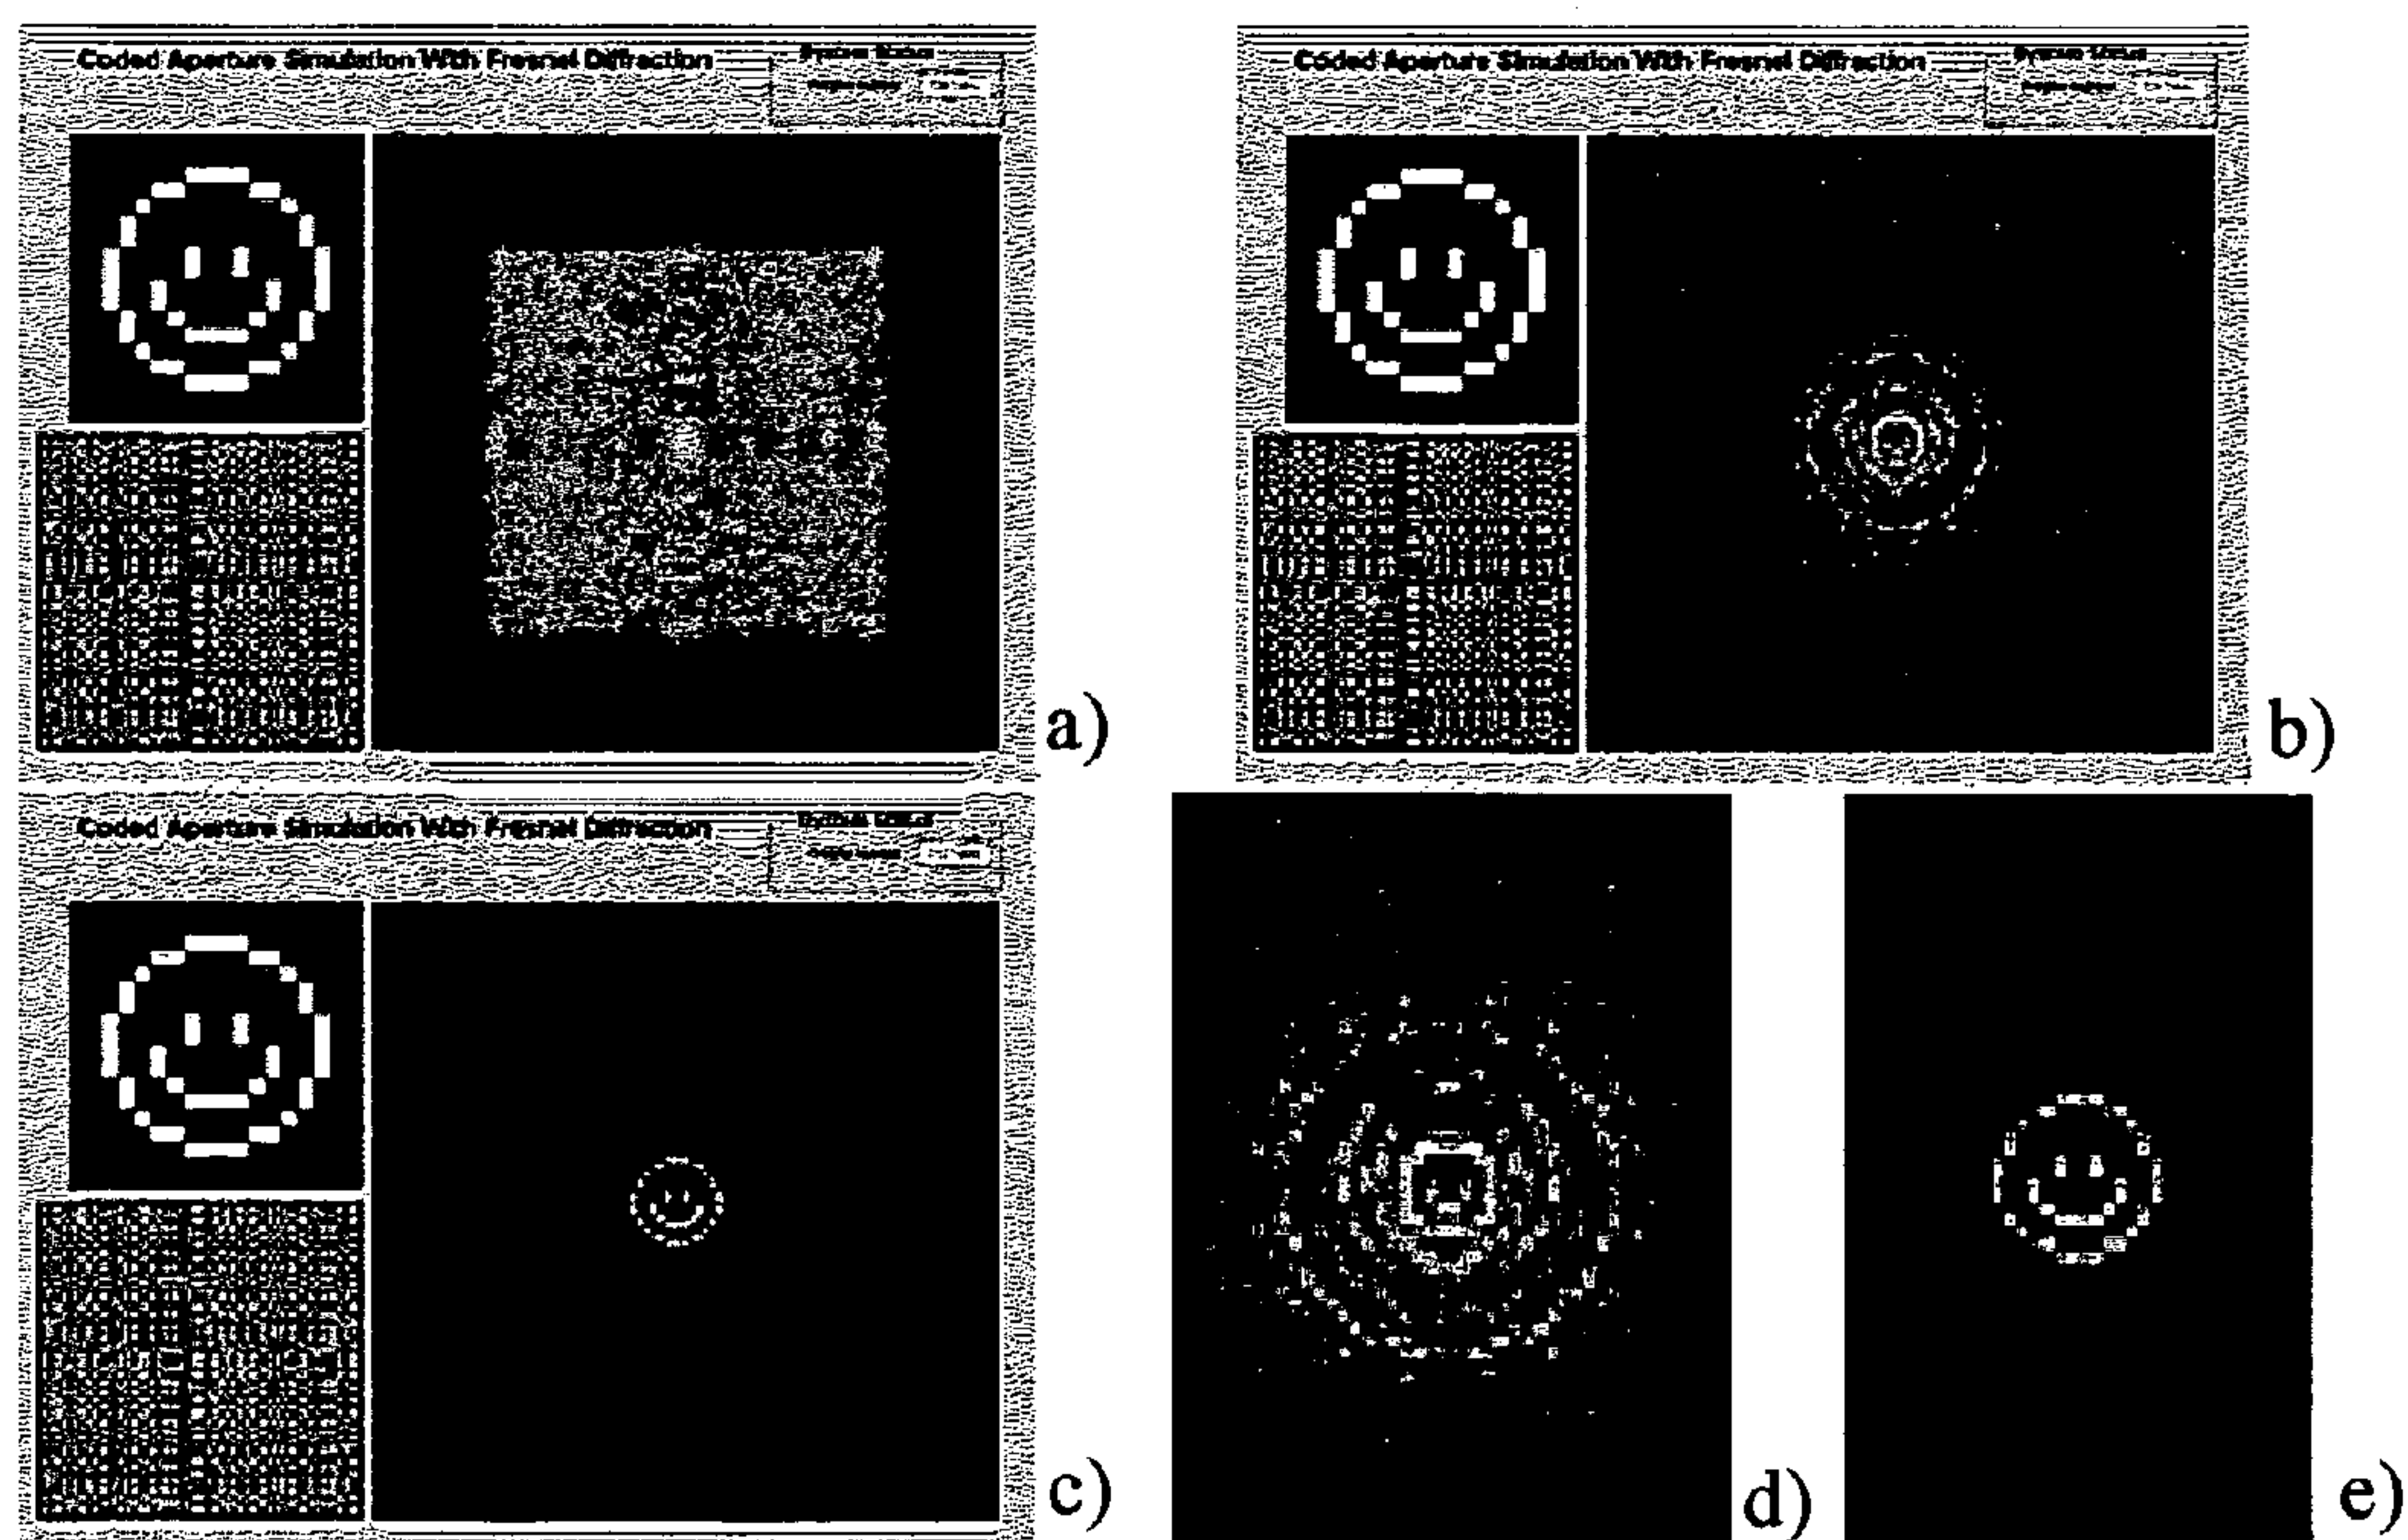 Coded Aperture Simulation With Fresnel Diffraction
Coded Aperture Simulation With Fresnel Diffraction
a)
b)
Coded Aperture Simulation With Fresnel Diffraction
c)
d)
e)